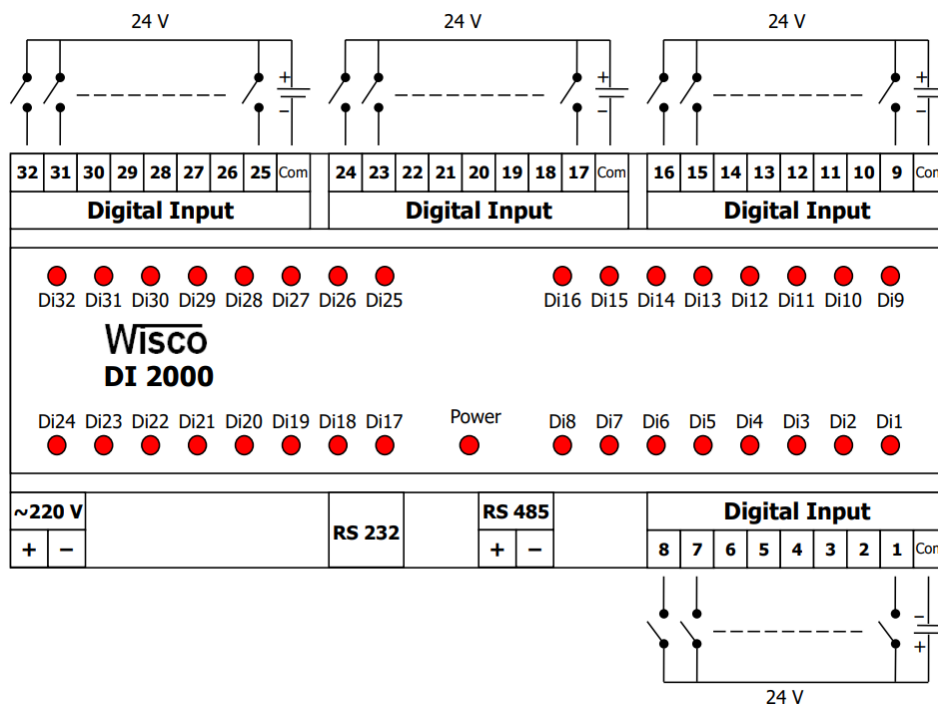 24 V 24 V 24 V
+ + +
− − −
32 31 30 29 28 27 26 25 Com 24 23 22 21 20 19 18 17 Com 16 15 14 13 12 11 10 9 Com
Digital Input Digital Input Digital Input
Di32 Di31 Di30 Di29 Di28 Di27 Di26 Di25 Di16 Di15 Di14 Di13 Di12 Di11 Di10 Di9
Wisco
DI 2000
Di24 Di23 Di22 Di21 Di20 Di19 Di18 Di17 Power Di8 Di7 Di6 Di5 Di4 Di3 Di2 Di1
~220 V RS 232 RS 485 Digital Input
+ − + − 8 7 6 5 4 3 2 1 Com
−
+
24 V